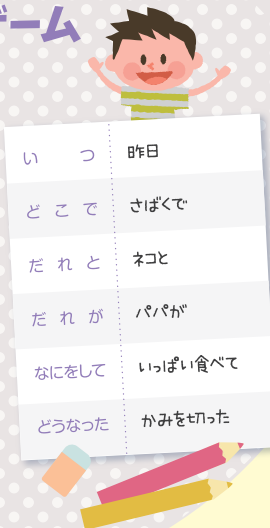 ゲーム
いつ 昨日
どこで さばくで
だれと ネコと
だれが パパが
なにをして いっぱい食べて
どうなった かみを切った